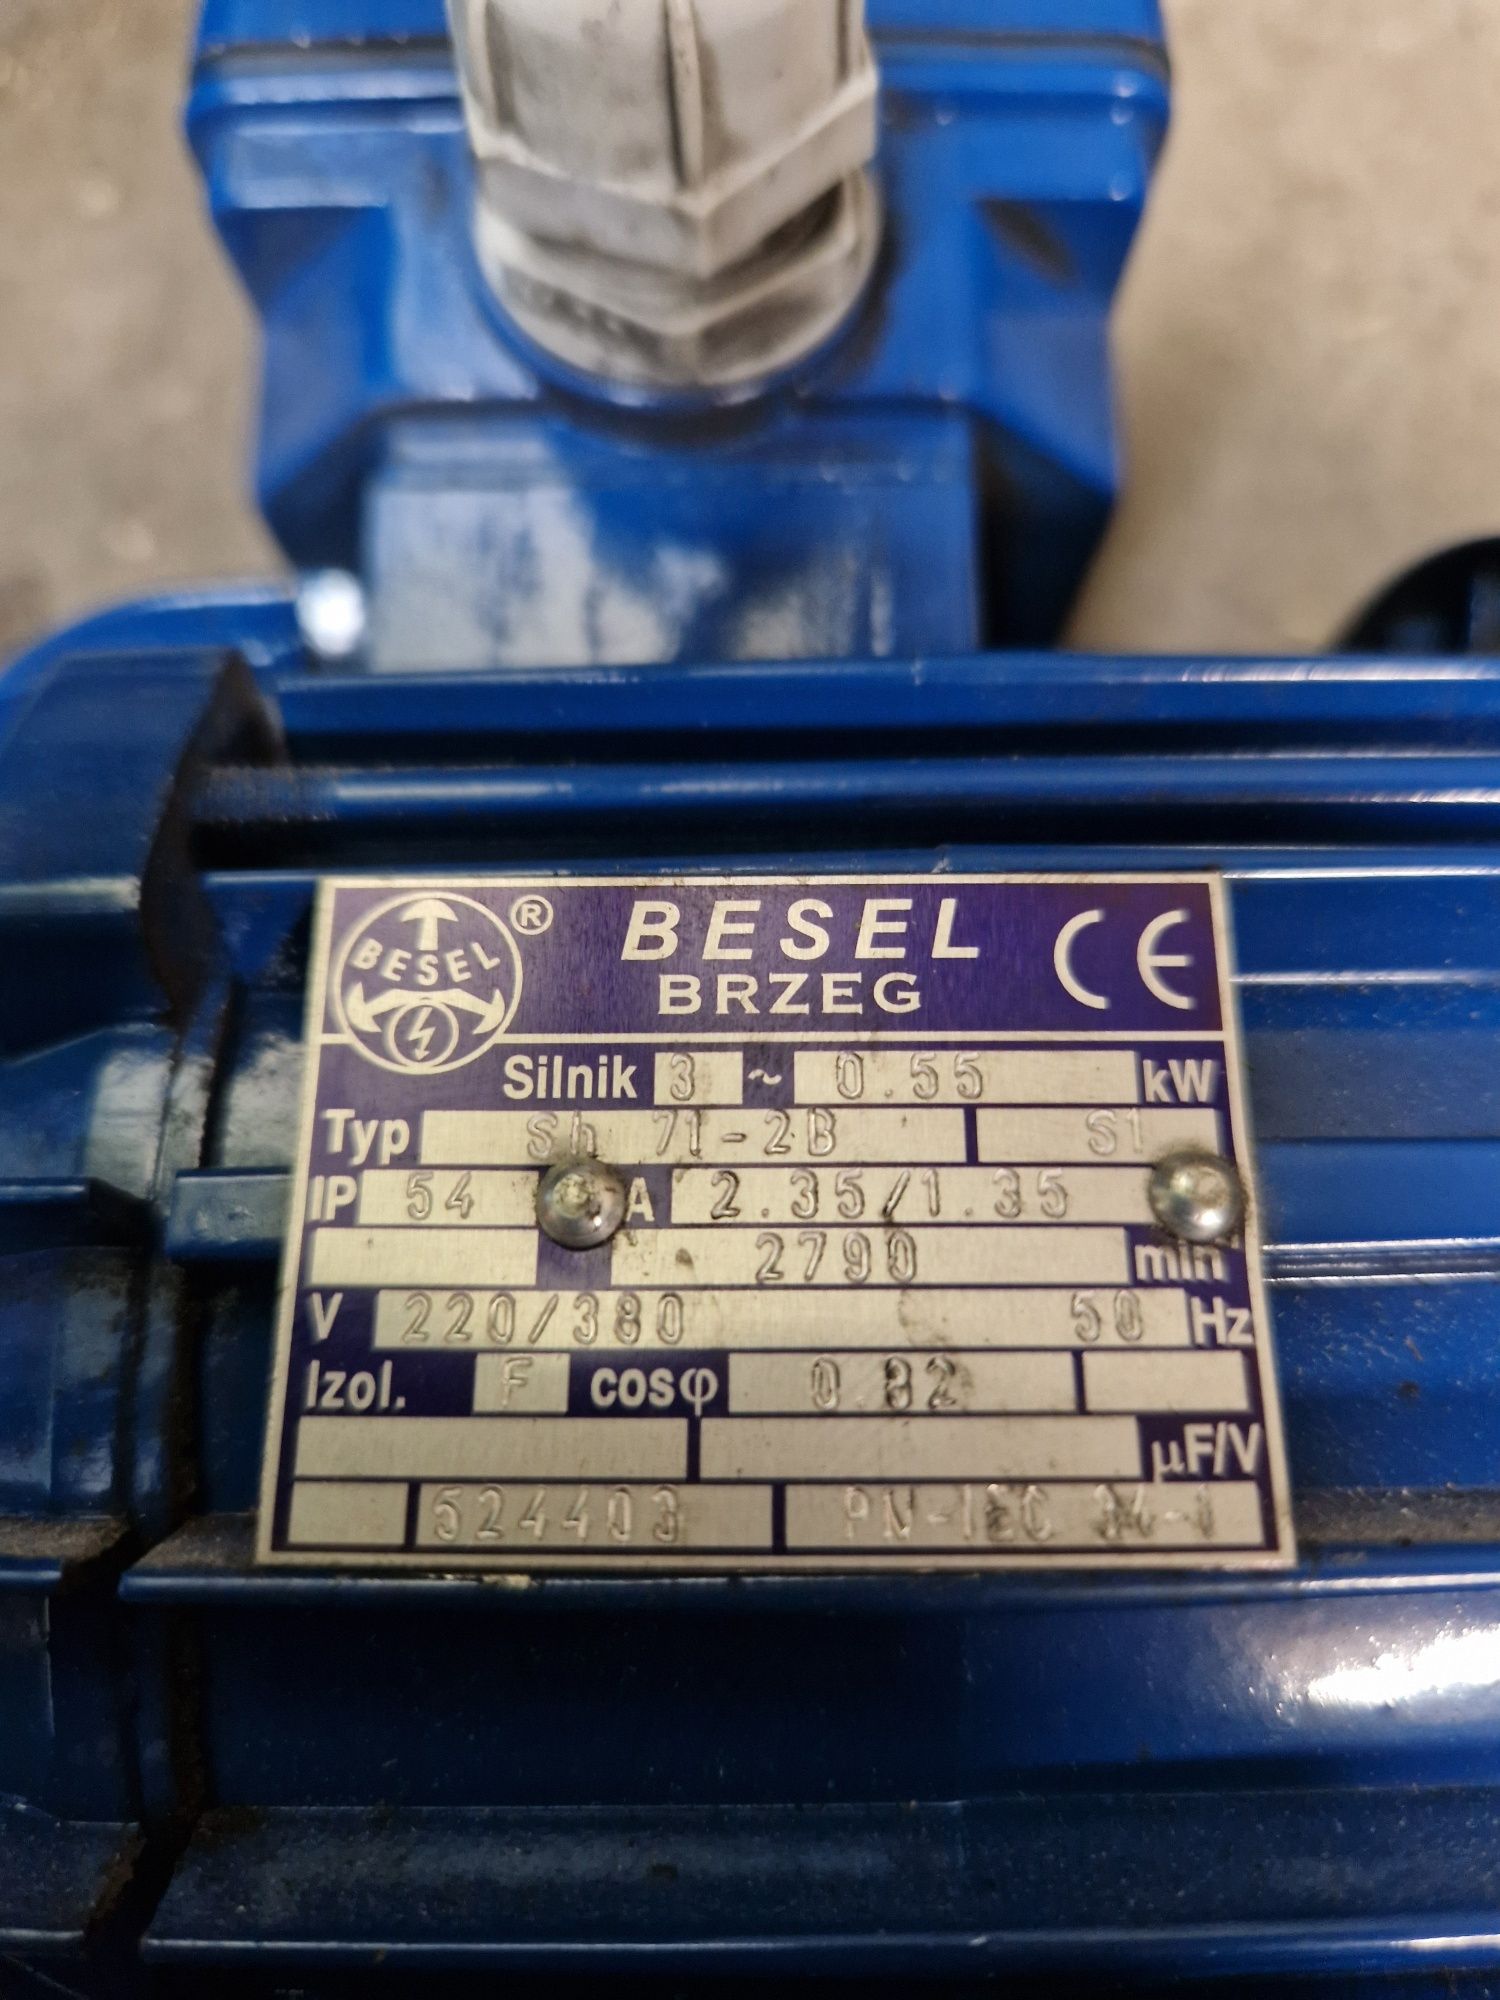 BESEL ® BESEL CE
BRZEG
Silnik 3 ~ 0.55 kW
Typ Sh 71-2B S1
IP 54 A 2.35/1.35
2790 min
V 220/380 50 Hz
Izol. F cosφ 0.82
µF/V
524403 PN-IEC 34-1